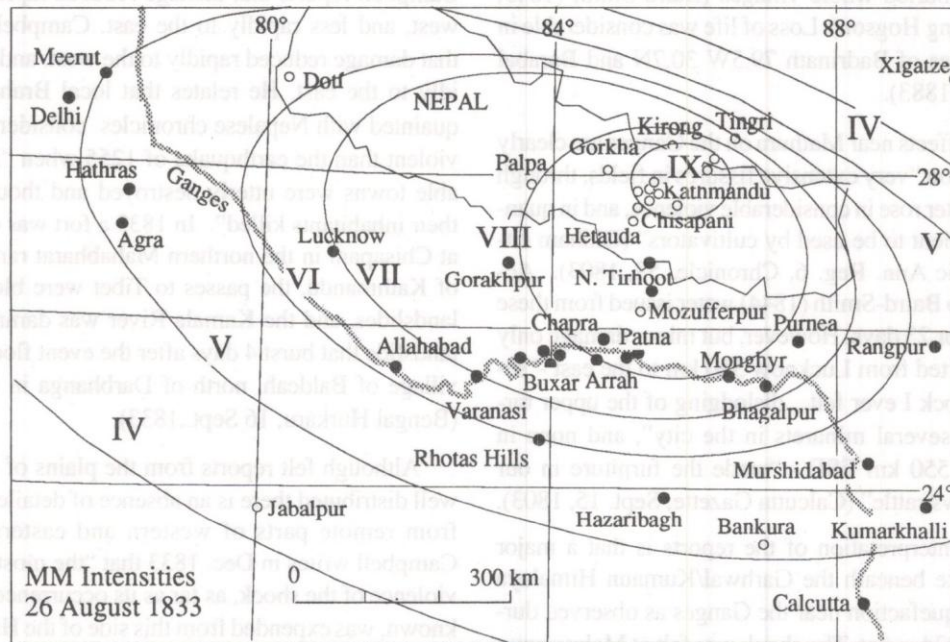 80°
84°
88°
Meerut
Doti
Xigatze
Delhi
NEPAL
Tingri
Kirong
IV
Gorkha
Hathras
Palpa
IX
28°
Ganges
Katmandu
Agra
Chisapani
Lucknow
VIII
Hetauda
V
VI
VII
Gorakhpur
N. Tirhoot
Mozufferpur
Chapra
Purnea
Patna
V
Allahabad
Rangpur
Monghyr
Buxar
Arrah
Varanasi
Bhagalpur
IV
Rhotas Hills
Murshidabad
24°
Jabalpur
Hazaribagh
Bankura
Kumarkhalli
MM Intensities
0
300 km
26 August 1833
Calcutta